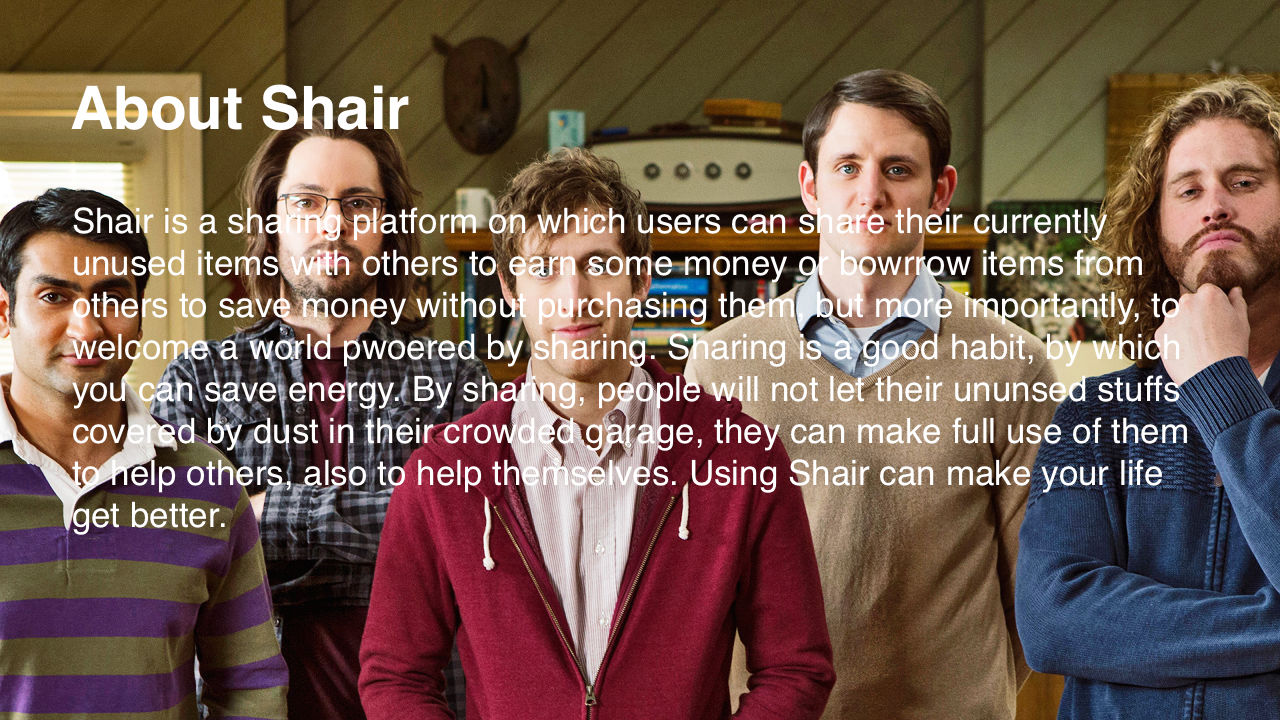 About Shair
Shair is a sharing platform on which users can share their currently
unused items with others to earn some money or bowrrow items from
others to save money without purchasing them, but more importantly, to
welcome a world pwoered by sharing. Sharing is a good habit, by which
you can save energy. By sharing, people will not let their ununsed stuffs
covered by dust in their crowded garage, they can make full use of them
to help others, also to help themselves. Using Shair can make your life
get better.